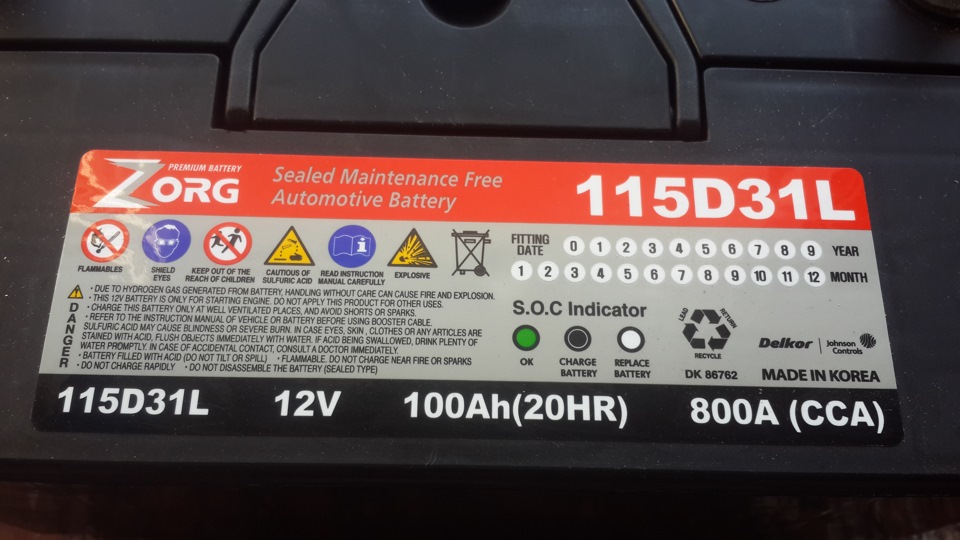 PREMIUM BATTERY
ZORG
Sealed Maintenance Free
Automotive Battery
115D31L
FLAMMABLES
SHIELD
EYES
KEEP OUT OF THE
REACH OF CHILDREN
CAUTIOUS OF
SULFURIC ACID
READ INSTRUCTION
MANUAL CAREFULLY
EXPLOSIVE
FITTING
DATE
0 1 2 3 4 5 6 7 8 9 YEAR
1 2 3 4 5 6 7 8 9 10 11 12 MONTH
DANGER
• DUE TO HYDROGEN GAS GENERATED FROM BATTERY, HANDLING WITHOUT CARE CAN CAUSE FIRE AND EXPLOSION.
• THIS 12V BATTERY IS ONLY FOR STARTING ENGINE. DO NOT APPLY THIS PRODUCT FOR OTHER USES.
• CHARGE THIS BATTERY ONLY AT WELL VENTILATED PLACES, AND AVOID SHORTS OR SPARKS.
• REFER TO THE INSTRUCTION MANUAL OF VEHICLE OR BATTERY BEFORE USING BOOSTER CABLE.
SULFURIC ACID MAY CAUSE BLINDNESS OR SEVERE BURN. IN CASE EYES, SKIN, CLOTHES OR ANY ARTICLES ARE
STAINED WITH ACID, FLUSH OBJECTS IMMEDIATELY WITH WATER. IF ACID BEING SWALLOWED, DRINK PLENTY OF
WATER PROMPTLY. IN CASE OF ACCIDENTAL CONTACT, CONSULT A DOCTOR IMMEDIATELY.
• BATTERY FILLED WITH ACID (DO NOT TILT OR SPILL) • FLAMMABLE. DO NOT CHARGE NEAR FIRE OR SPARKS
• DO NOT CHARGE RAPIDLY • DO NOT DISASSEMBLE THE BATTERY (SEALED TYPE)
S.O.C Indicator
OK
CHARGE
BATTERY
REPLACE
BATTERY
LEAD
RETURN
RECYCLE
DK 86762
Delkor
Johnson
Controls
MADE IN KOREA
115D31L 12V 100Ah(20HR) 800A (CCA)